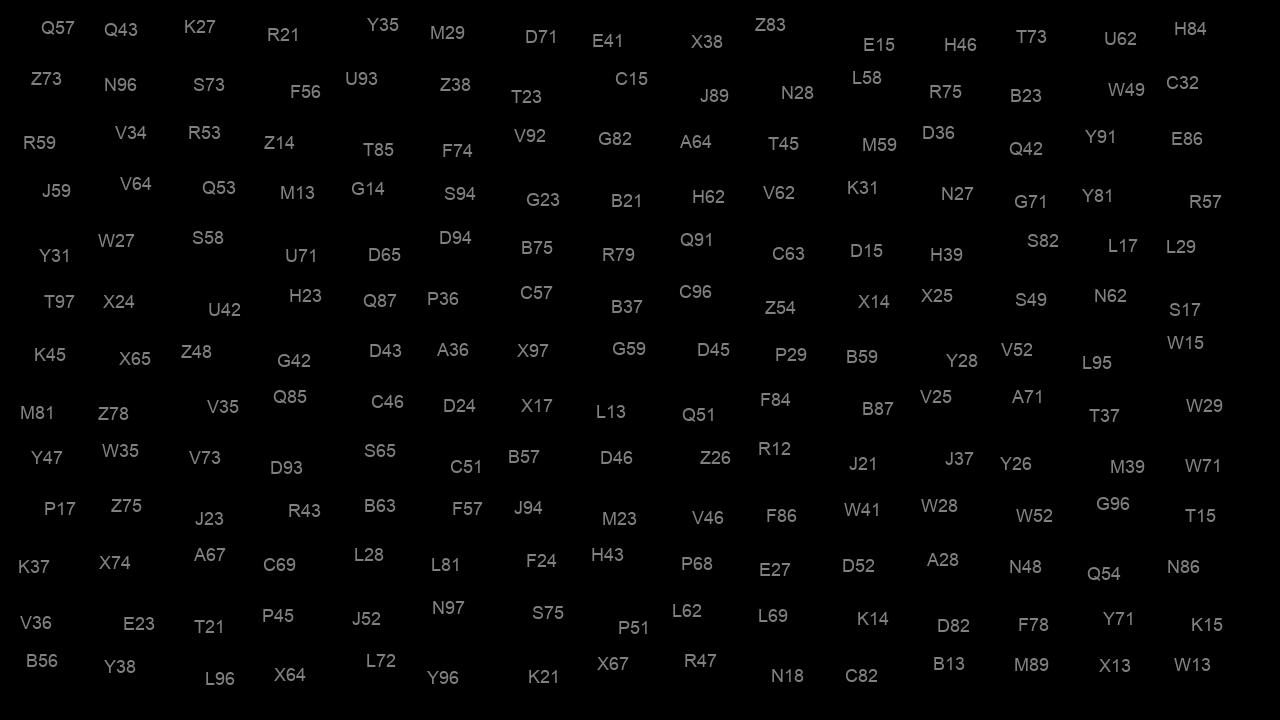 Q57 Q43 K27 R21 Y35 M29 D71 E41 X38 Z83 E15 H46 T73 U62 H84
Z73 N96 S73 F56 U93 Z38 T23 C15 J89 N28 L58 R75 B23 W49 C32
R59 V34 R53 Z14 T85 F74 V92 G82 A64 T45 M59 D36 Q42 Y91 E86
J59 V64 Q53 M13 G14 S94 G23 B21 H62 V62 K31 N27 G71 Y81 R57
Y31 W27 S58 U71 D65 D94 B75 R79 Q91 C63 D15 H39 S82 L17 L29
T97 X24 U42 H23 Q87 P36 C57 B37 C96 Z54 X14 X25 S49 N62 S17
K45 X65 Z48 G42 D43 A36 X97 G59 D45 P29 B59 Y28 V52 L95 W15
M81 Z78 V35 Q85 C46 D24 X17 L13 Q51 F84 B87 V25 A71 T37 W29
Y47 W35 V73 D93 S65 C51 B57 D46 Z26 R12 J21 J37 Y26 M39 W71
P17 Z75 J23 R43 B63 F57 J94 M23 V46 F86 W41 W28 W52 G96 T15
K37 X74 A67 C69 L28 L81 F24 H43 P68 E27 D52 A28 N48 Q54 N86
V36 E23 T21 P45 J52 N97 S75 P51 L62 L69 K14 D82 F78 Y71 K15
B56 Y38 L96 X64 L72 Y96 K21 X67 R47 N18 C82 B13 M89 X13 W13